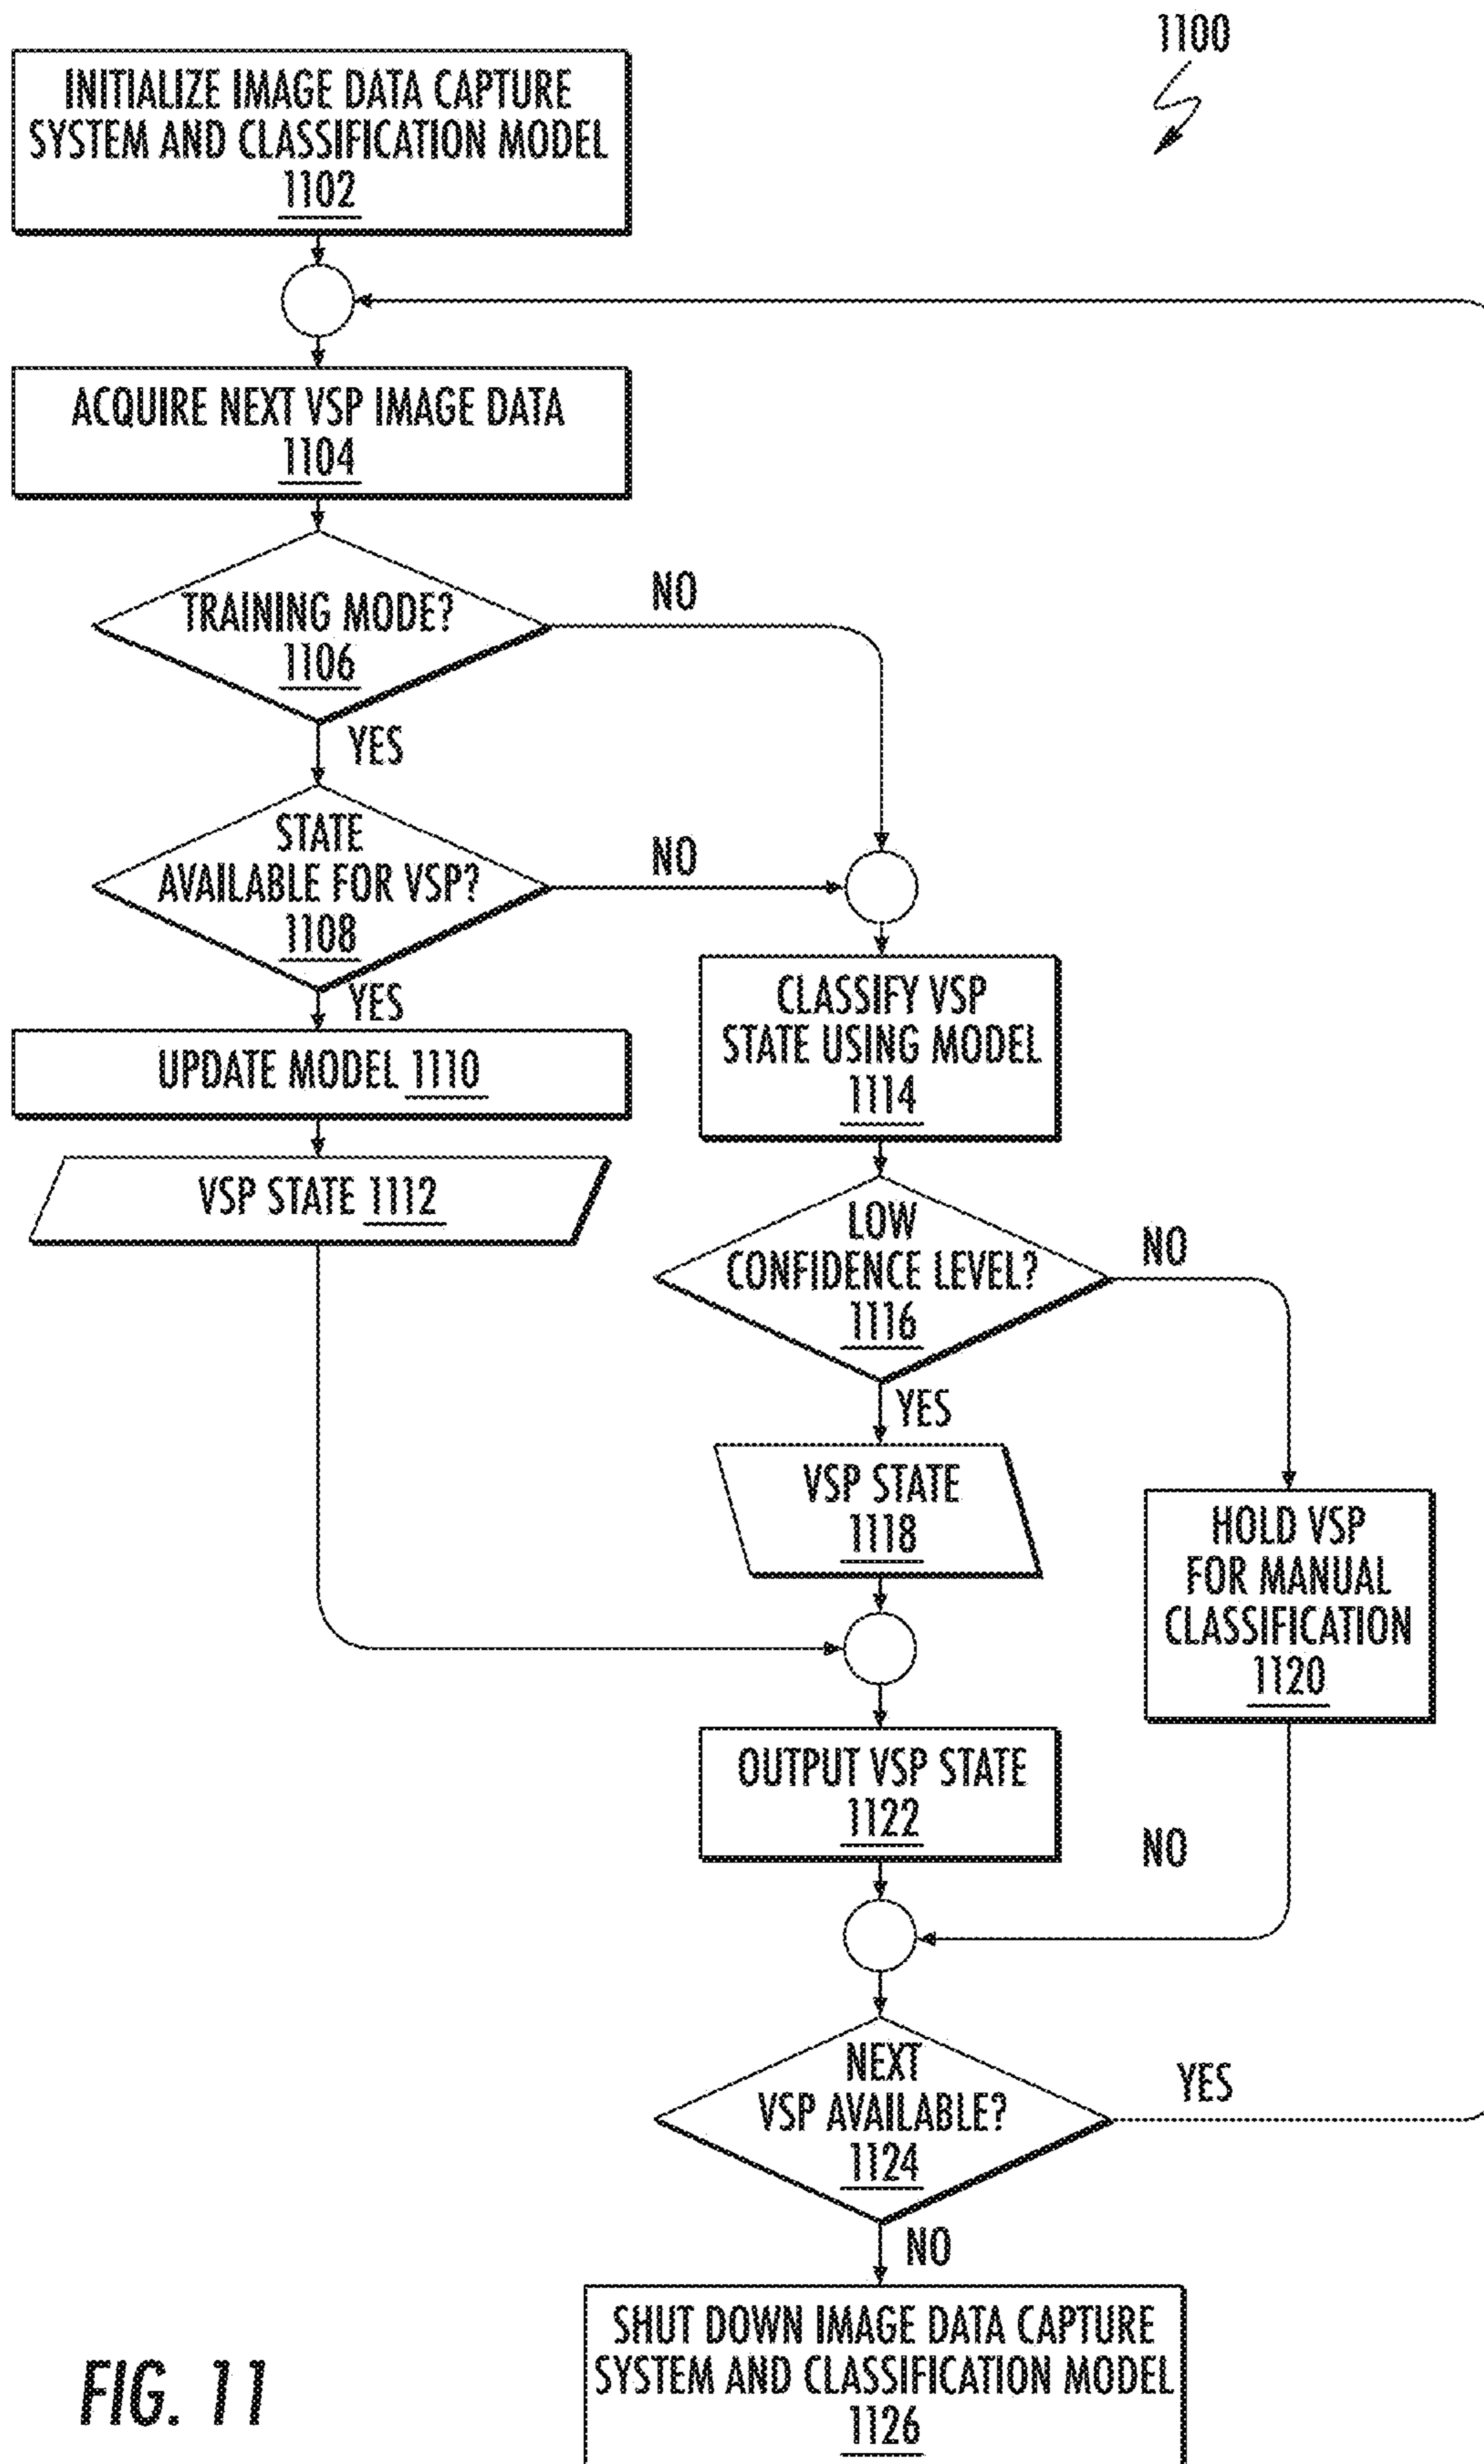 1100
INITIALIZE IMAGE DATA CAPTURE
SYSTEM AND CLASSIFICATION MODEL
1102
ACQUIRE NEXT VSP IMAGE DATA
1104
TRAINING MODE?
1106
NO
YES
STATE
AVAILABLE FOR VSP?
1108
NO
YES
UPDATE MODEL 1110
VSP STATE 1112
CLASSIFY VSP
STATE USING MODEL
1114
LOW
CONFIDENCE LEVEL?
1116
NO
YES
VSP STATE
1118
HOLD VSP
FOR MANUAL
CLASSIFICATION
1120
OUTPUT VSP STATE
1122
NO
NEXT
VSP AVAILABLE?
1124
YES
NO
SHUT DOWN IMAGE DATA CAPTURE
SYSTEM AND CLASSIFICATION MODEL
1126
FIG. 11